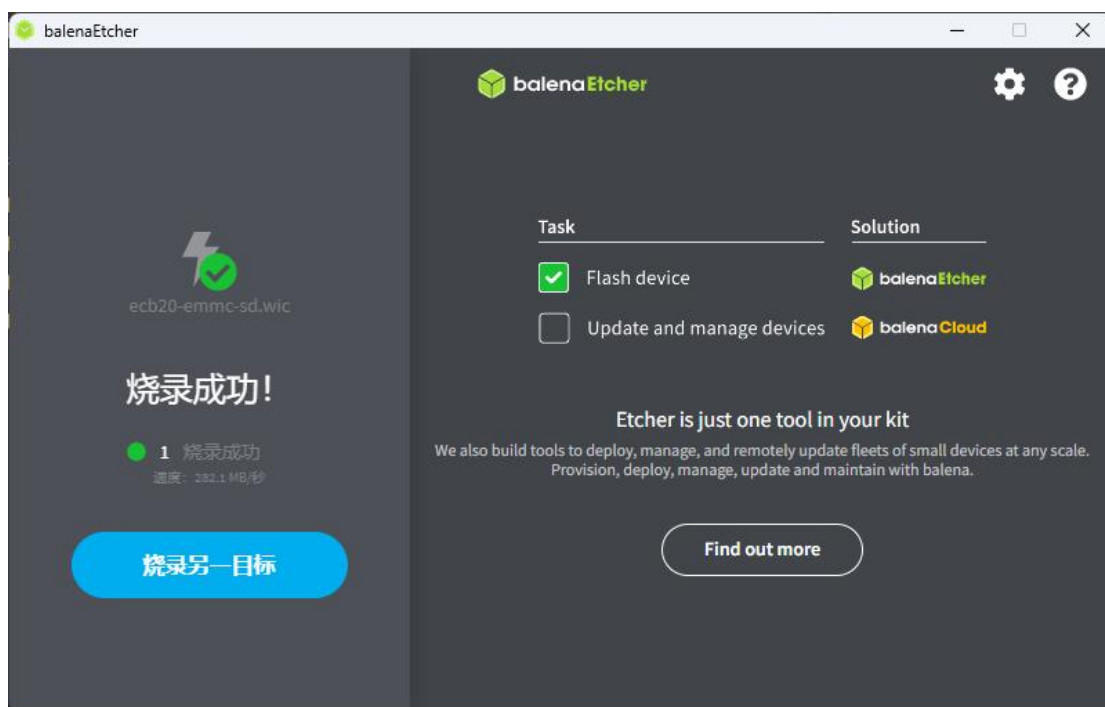 balenaEtcher
balenaEtcher
Task
Solution
Flash device
balenaEtcher
Update and manage devices
balenaCloud
ecb20-emmc-sd.wic
烧录成功！
1 烧录成功
速度：282.1 MB/秒
烧录另一目标
Etcher is just one tool in your kit
We also build tools to deploy, manage, and remotely update fleets of small devices at any scale.
Provision, deploy, manage, update and maintain with balena.
Find out more